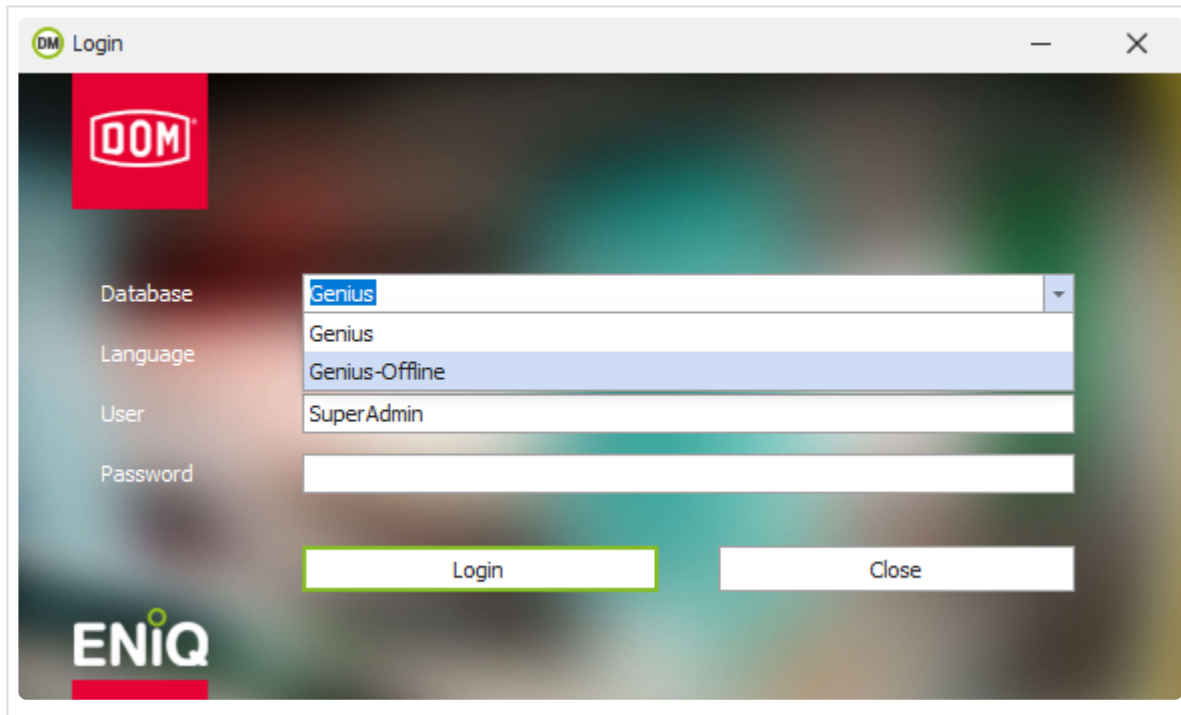 DM Login
DOM
Database Genius
Genius
Language
Genius-Offline
User SuperAdmin
Password
Login Close
ENiQ